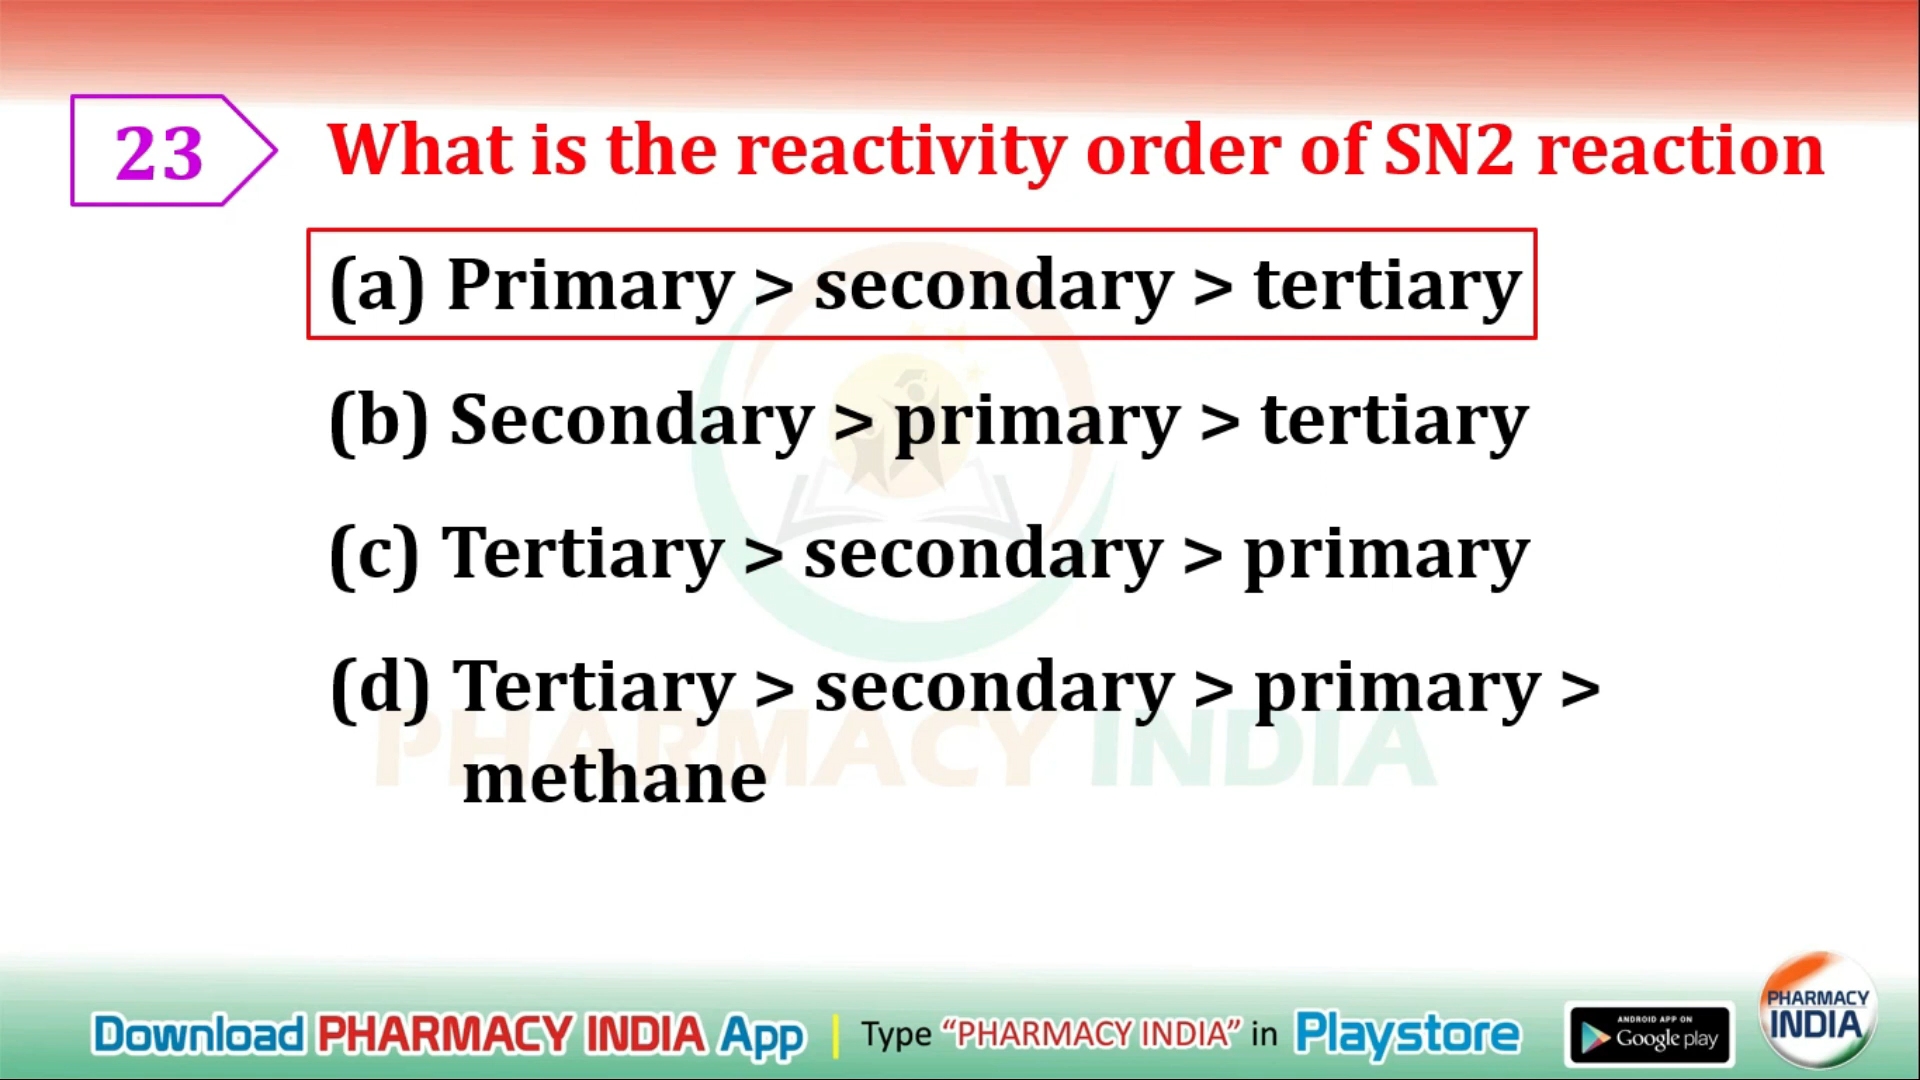 23
What is the reactivity order of SN2 reaction
(a) Primary > secondary > tertiary
(b) Secondary > primary > tertiary
(c) Tertiary > secondary > primary
(d) Tertiary > secondary > primary >
methane
PHARMACY INDIA
Download PHARMACY INDIA App | Type “PHARMACY INDIA” in Playstore
ANDROID APP ON
Google play
PHARMACY
INDIA